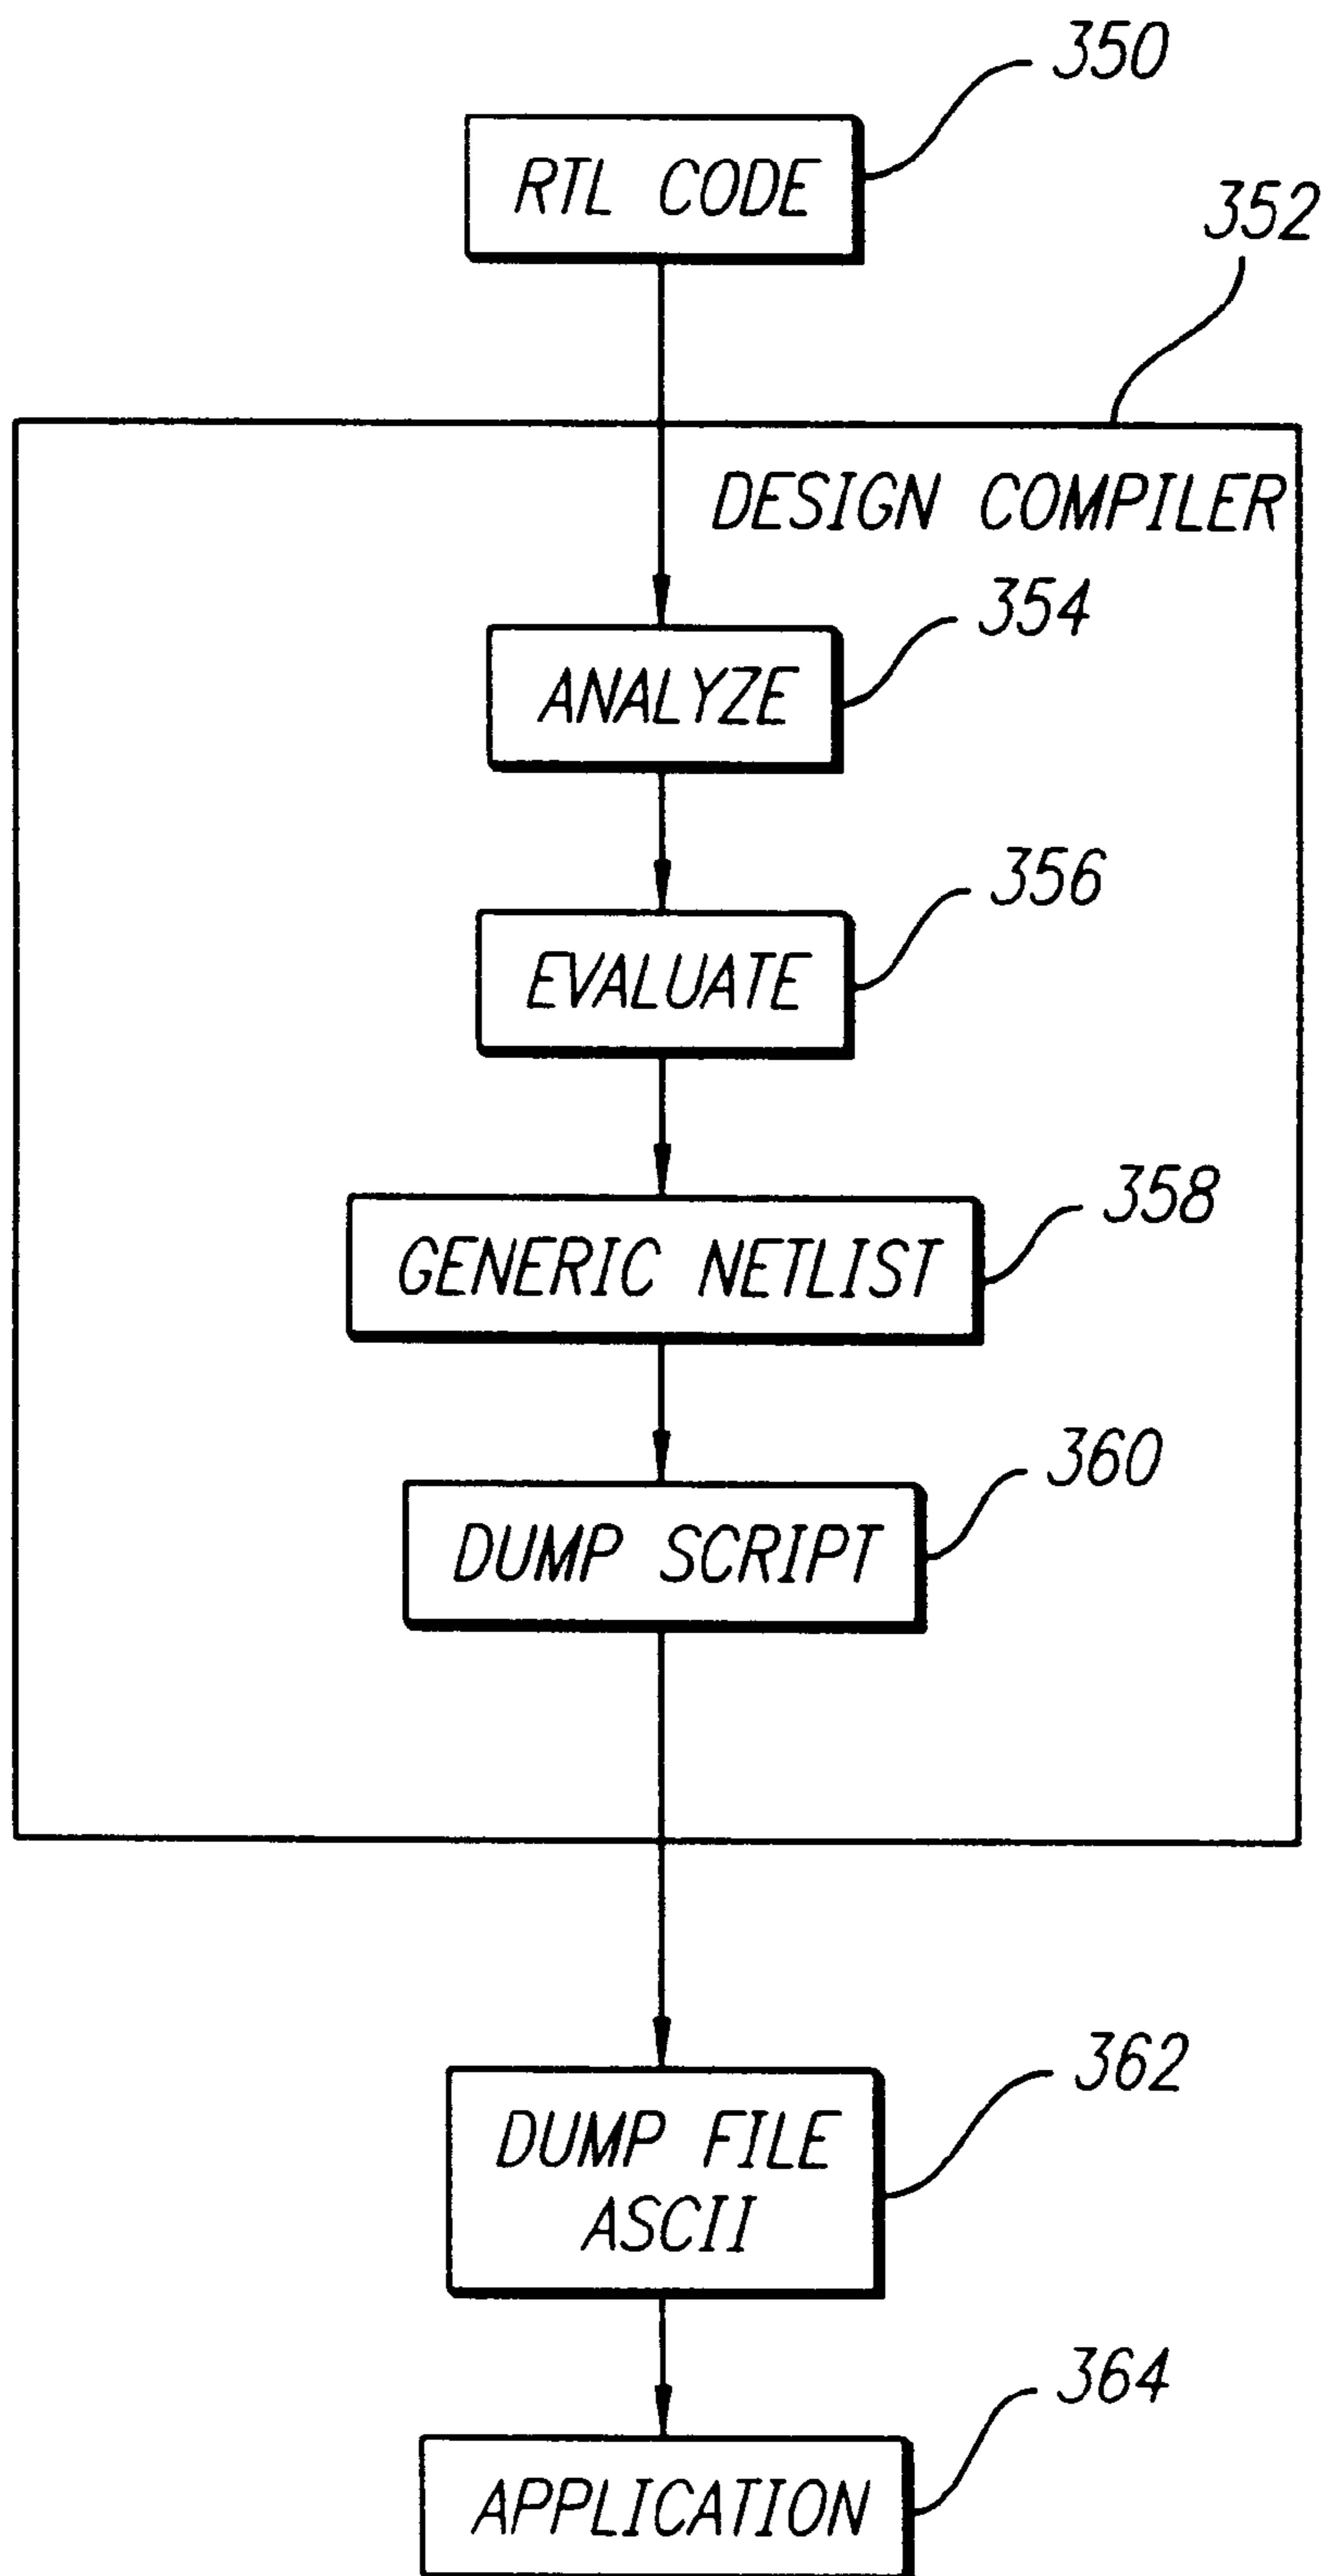 350
RTL CODE
352
DESIGN COMPILER
354
ANALYZE
356
EVALUATE
358
GENERIC NETLIST
360
DUMP SCRIPT
362
DUMP FILE
ASCII
364
APPLICATION